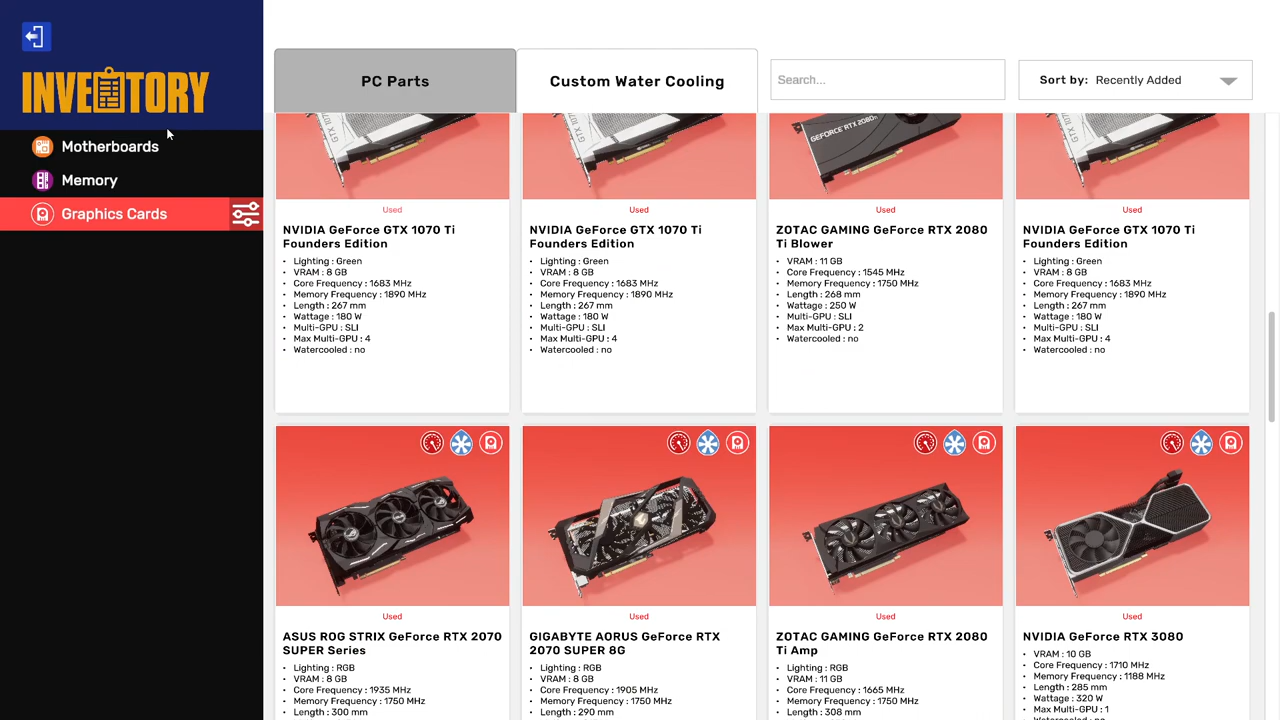 INVENTORY
Motherboards
Memory
Graphics Cards
PC Parts
Custom Water Cooling
Search...
Sort by: Recently Added
Used
NVIDIA GeForce GTX 1070 Ti
Founders Edition
• Lighting : Green
• VRAM : 8 GB
• Core Frequency : 1683 MHz
• Memory Frequency : 1890 MHz
• Length : 267 mm
• Wattage : 180 W
• Multi-GPU : SLI
• Max Multi-GPU : 4
• Watercooled : no
Used
NVIDIA GeForce GTX 1070 Ti
Founders Edition
• Lighting : Green
• VRAM : 8 GB
• Core Frequency : 1683 MHz
• Memory Frequency : 1890 MHz
• Length : 267 mm
• Wattage : 180 W
• Multi-GPU : SLI
• Max Multi-GPU : 4
• Watercooled : no
GEFORCE RTX 2080Ti
Used
ZOTAC GAMING GeForce RTX 2080
Ti Blower
• VRAM : 11 GB
• Core Frequency : 1545 MHz
• Memory Frequency : 1750 MHz
• Length : 268 mm
• Wattage : 250 W
• Multi-GPU : SLI
• Max Multi-GPU : 2
• Watercooled : no
Used
NVIDIA GeForce GTX 1070 Ti
Founders Edition
• Lighting : Green
• VRAM : 8 GB
• Core Frequency : 1683 MHz
• Memory Frequency : 1890 MHz
• Length : 267 mm
• Wattage : 180 W
• Multi-GPU : SLI
• Max Multi-GPU : 4
• Watercooled : no
Used
ASUS ROG STRIX GeForce RTX 2070
SUPER Series
• Lighting : RGB
• VRAM : 8 GB
• Core Frequency : 1935 MHz
• Memory Frequency : 1750 MHz
• Length : 300 mm
Used
GIGABYTE AORUS GeForce RTX
2070 SUPER 8G
• Lighting : RGB
• VRAM : 8 GB
• Core Frequency : 1905 MHz
• Memory Frequency : 1750 MHz
• Length : 290 mm
Used
ZOTAC GAMING GeForce RTX 2080
Ti Amp
• Lighting : RGB
• VRAM : 11 GB
• Core Frequency : 1665 MHz
• Memory Frequency : 1750 MHz
• Length : 308 mm
Used
NVIDIA GeForce RTX 3080
• VRAM : 10 GB
• Core Frequency : 1710 MHz
• Memory Frequency : 1188 MHz
• Length : 285 mm
• Wattage : 320 W
• Max Multi-GPU : 1
• Watercooled : no